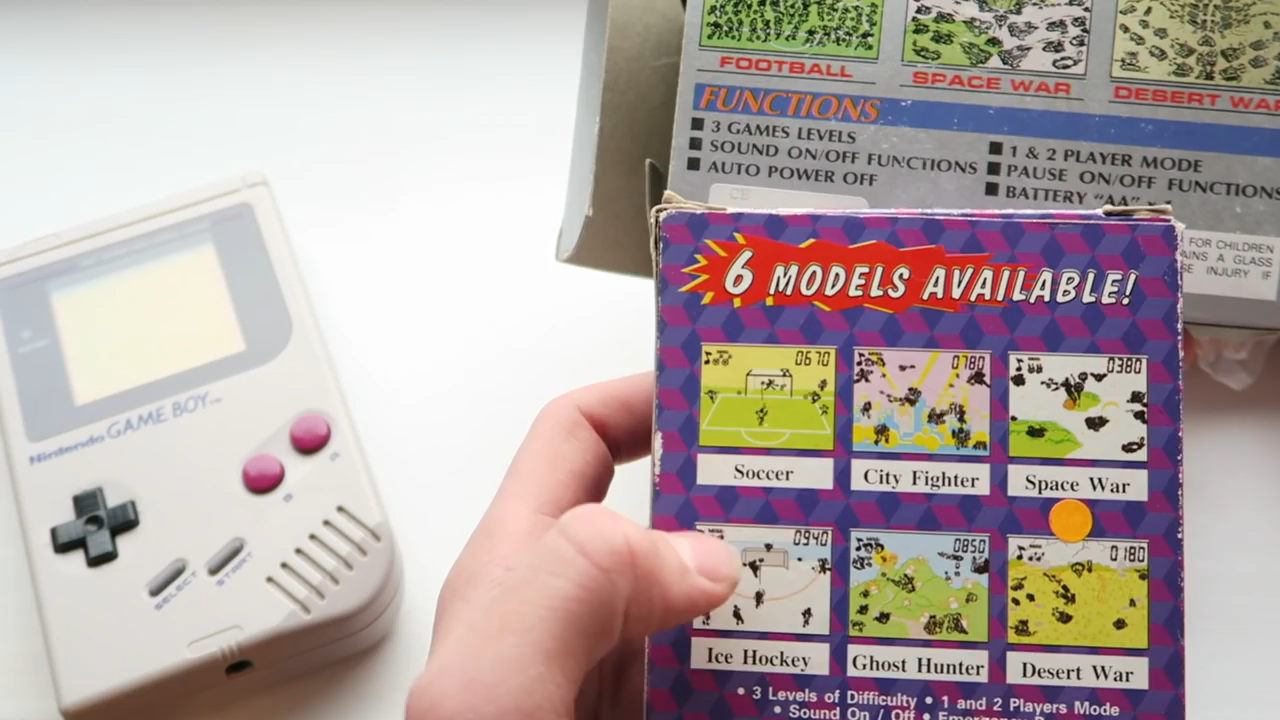 FOOTBALL
SPACE WAR
DESERT WAR
FUNCTIONS
3 GAMES LEVELS
SOUND ON/OFF FUNCTIONS
AUTO POWER OFF
1 & 2 PLAYER MODE
PAUSE ON/OFF FUNCTIONS
BATTERY "AA"
CE
FOR CHILDREN
A GLASS
INJURY IF
6 MODELS AVAILABLE!
0670
0780
0380
Soccer
City Fighter
Space War
0940
0850
0180
Ice Hockey
Ghost Hunter
Desert War
• 3 Levels of Difficulty • 1 and 2 Players Mode
• Sound On / Off •
Nintendo GAME BOY
A
B
SELECT
START